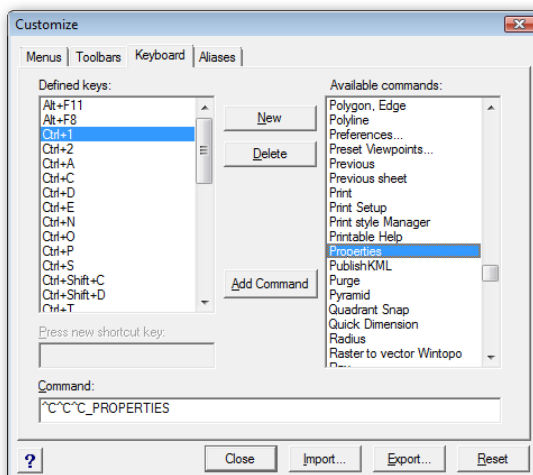 Customize
Menus Toolbars Keyboard Aliases
Defined keys:
Alt+F11
Alt+F8
Ctrl+1
Ctrl+2
Ctrl+A
Ctrl+C
Ctrl+D
Ctrl+E
Ctrl+N
Ctrl+O
Ctrl+P
Ctrl+S
Ctrl+Shift+C
Ctrl+Shift+D
Ctrl+T
New
Delete
Add Command
Available commands:
Polygon, Edge
Polyline
Preferences...
Preset Viewpoints...
Previous
Previous sheet
Print
Print Setup
Print style Manager
Printable Help
Properties
PublishKML
Purge
Pyramid
Quadrant Snap
Quick Dimension
Radius
Raster to vector Wintopo
Press new shortcut key:
Command:
^C^C^C_PROPERTIES
? Close Import... Export... Reset